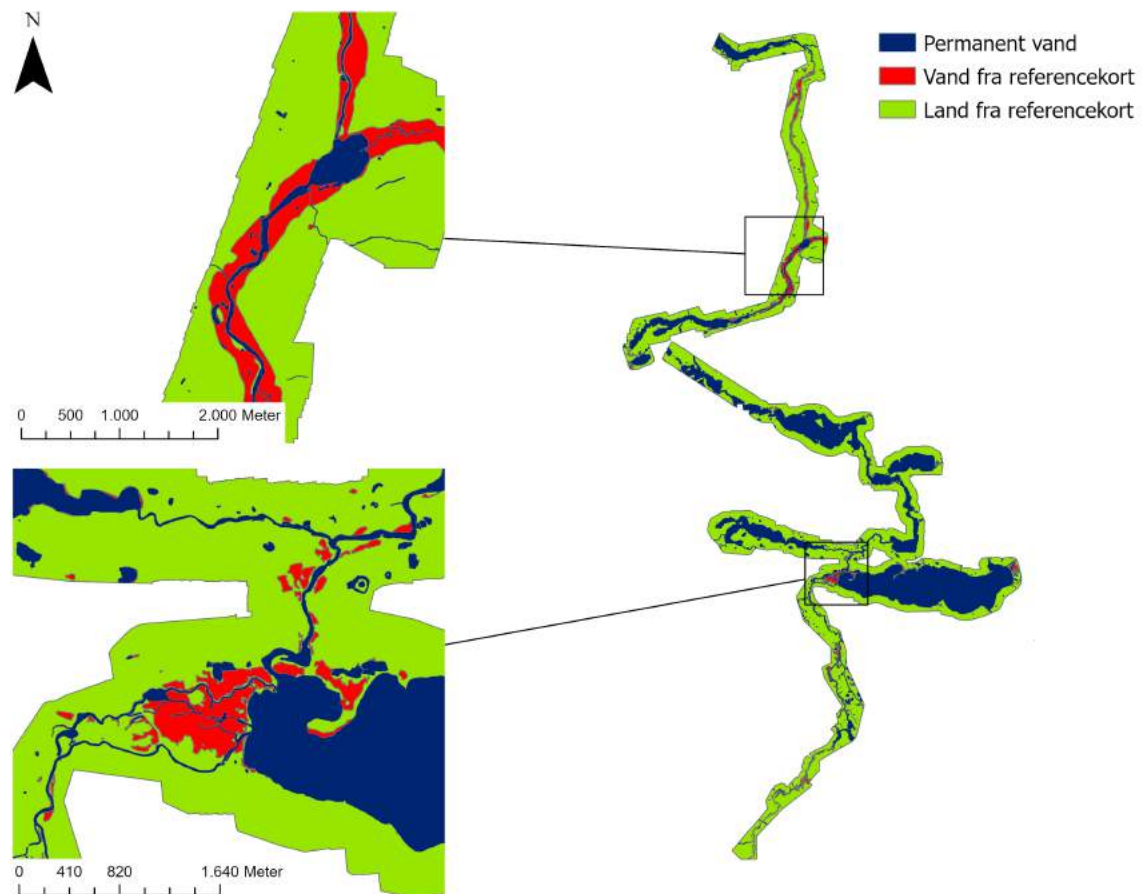 N
Permanent vand
Vand fra referencekort
Land fra referencekort
0 500 1.000 2.000 Meter
0 410 820 1.640 Meter